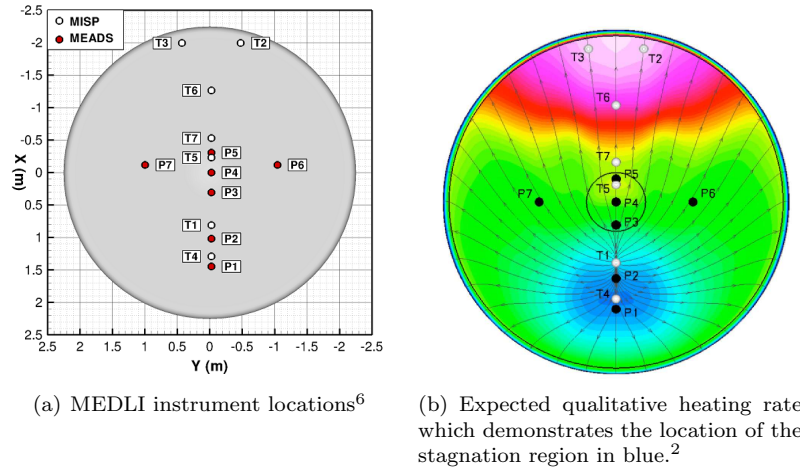 MISP
MEADS
-2.5
-2
-1.5
-1
-0.5
0
0.5
1
1.5
2
2.5
X (m)
2.5 2 1.5 1 0.5 0 -0.5 -1 -1.5 -2 -2.5
Y (m)
T3
T2
T6
T7
T5
P5
P7
P6
P4
P3
T1
P2
T4
P1
T3
T2
T6
T7
P5
T5
P7
P6
P4
P3
T1
P2
T4
P1
(a) MEDLI instrument locations⁶
(b) Expected qualitative heating rate
which demonstrates the location of the
stagnation region in blue.²